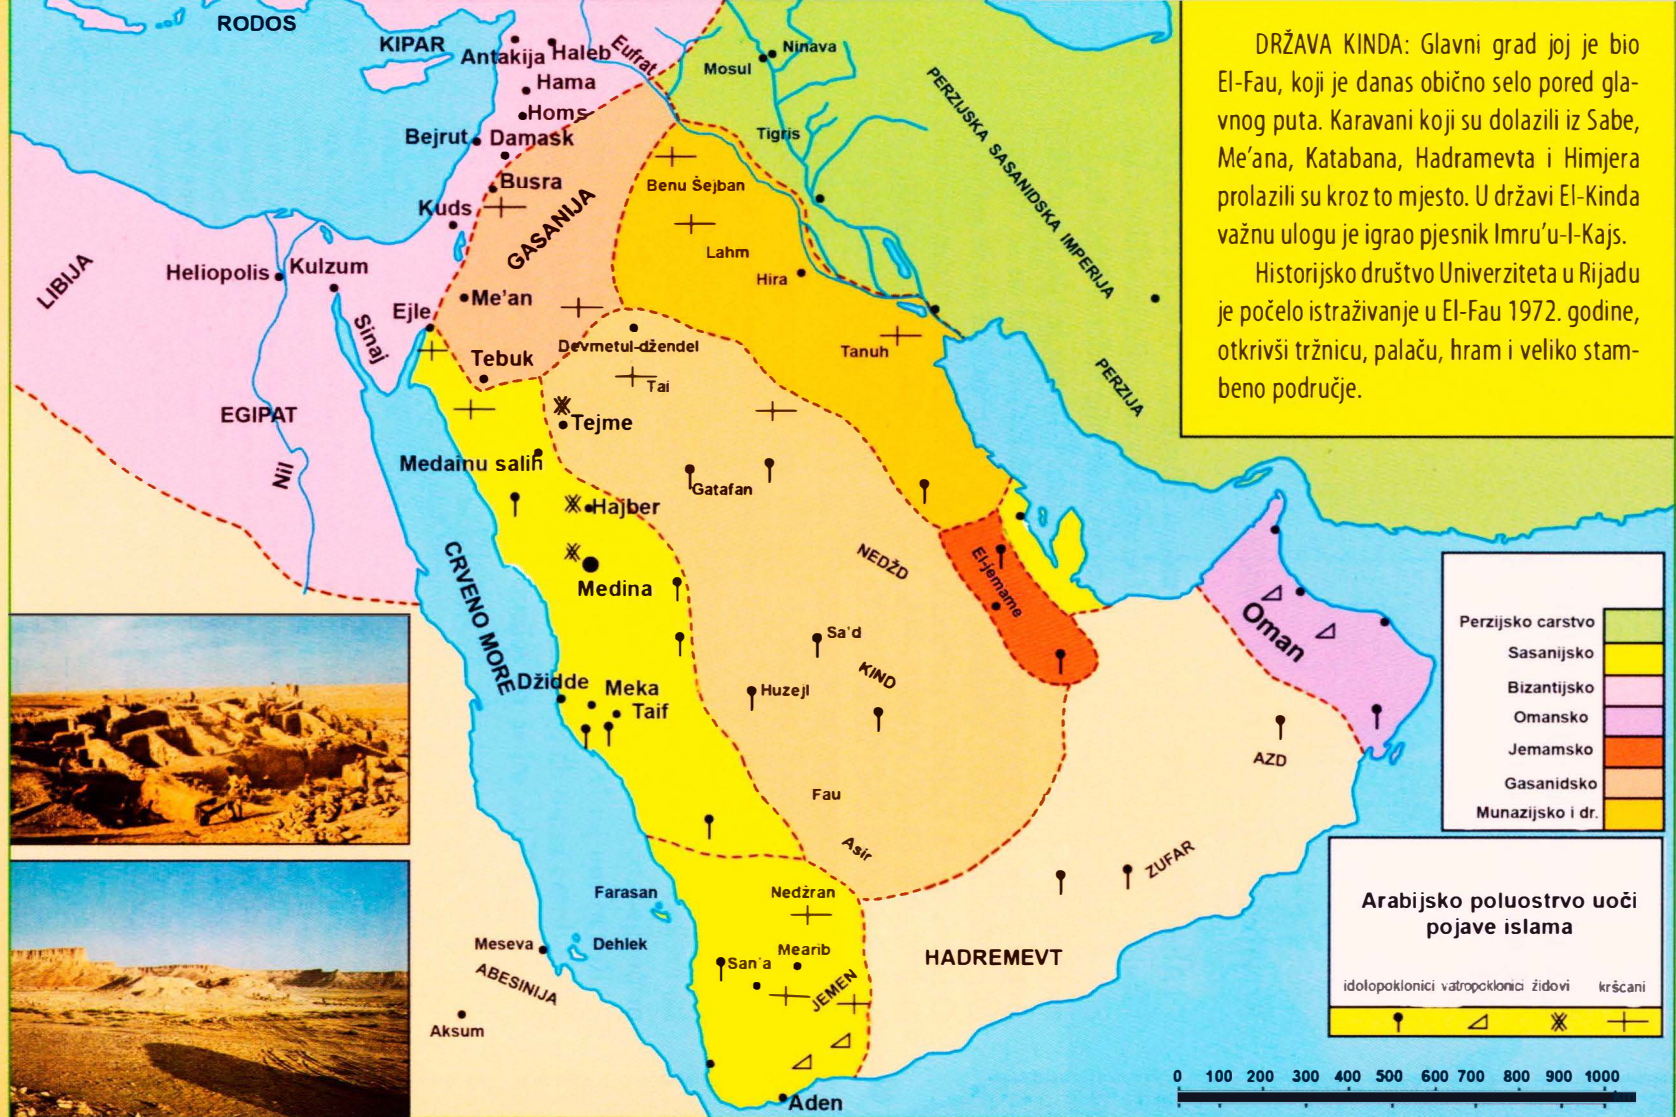 RODOS
KIPAR
Antakija
Haleb
Eufrat
Hama
Homs
Bejrut
Damask
Busra
Kuds
GASANIJA
Ninava
Mosul
Tigris
PERZIJSKA SASANIDSKA IMPERIJA
PERZIJA
Benu Šejban
Lahm
Hira
Tanuh
LIBIJA
Heliopolis
Kulzum
Sinaj
Ejle
Me'an
Tebuk
EGIPAT
Nil
Devmetul-džendel
Tai
Tejme
Medainu salih
Gatafan
Hajber
Medina
NEDŽD
El-jemame
CRVENO MORE
Sa'd
KIND
Huzejl
Džidde
Meka
Taif
Oman
AZD
Fau
Asir
ZUFAR
Farasan
Nedžran
Meseva
Dehlek
Mearib
San'a
HADREMEVT
ABESINIJA
JEMEN
Aksum
Aden
DRŽAVA KINDA: Glavni grad joj je bio
El-Fau, koji je danas obično selo pored gla-
vnog puta. Karavani koji su dolazili iz Sabe,
Me'ana, Katabana, Hadramevta i Himjera
prolazili su kroz to mjesto. U državi El-Kinda
važnu ulogu je igrao pjesnik Imru'u-l-Kajs.
Historijsko društvo Univerziteta u Rijadu
je počelo istraživanje u El-Fau 1972. godine,
otkrivši tržnicu, palaču, hram i veliko stam-
beno područje.
Perzijsko carstvo
Sasanijsko
Bizantijsko
Omansko
Jemamsko
Gasanidsko
Munazijsko i dr.
Arabijsko poluostrvo uoči
pojave islama
idolopoklonici vatropoklonici židovi kršcani
0 100 200 300 400 500 600 700 800 900 1000